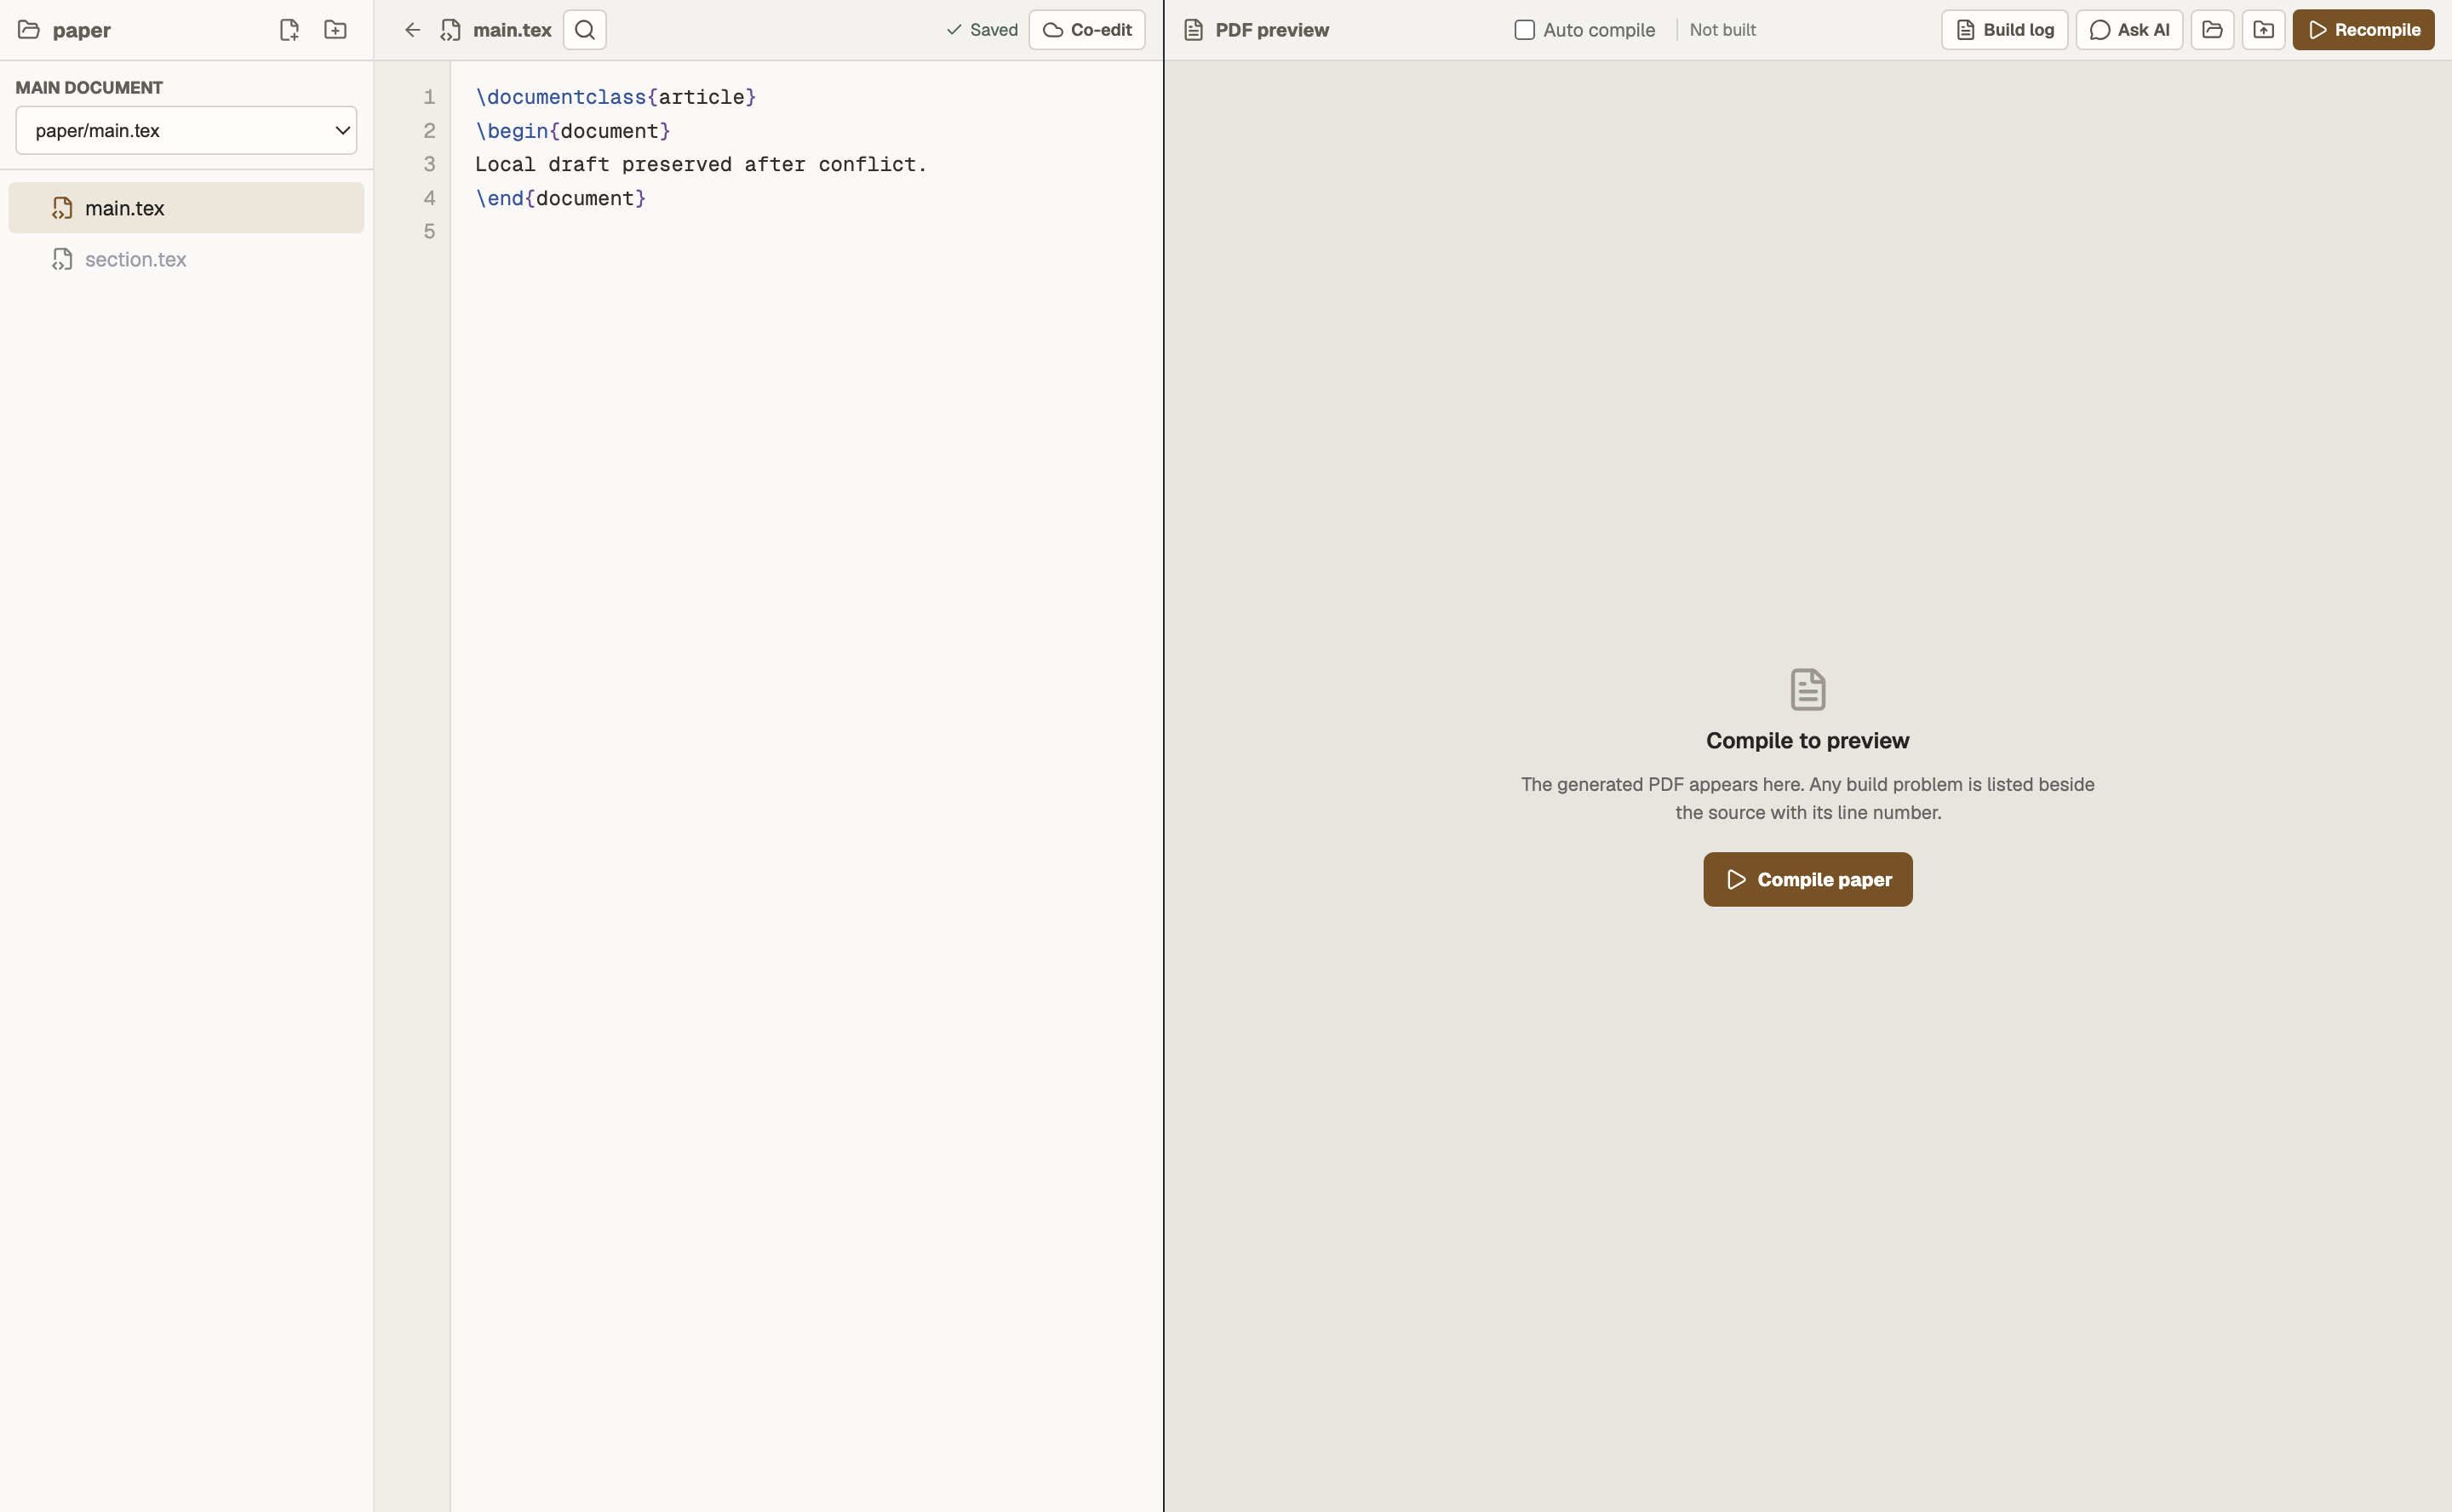 paper
MAIN DOCUMENT
paper/main.tex
main.tex
section.tex
main.tex
Saved
Co-edit
1 \documentclass{article}
2 \begin{document}
3 Local draft preserved after conflict.
4 \end{document}
5
PDF preview
Auto compile
Not built
Build log
Ask AI
Recompile
Compile to preview
The generated PDF appears here. Any build problem is listed beside
the source with its line number.
Compile paper